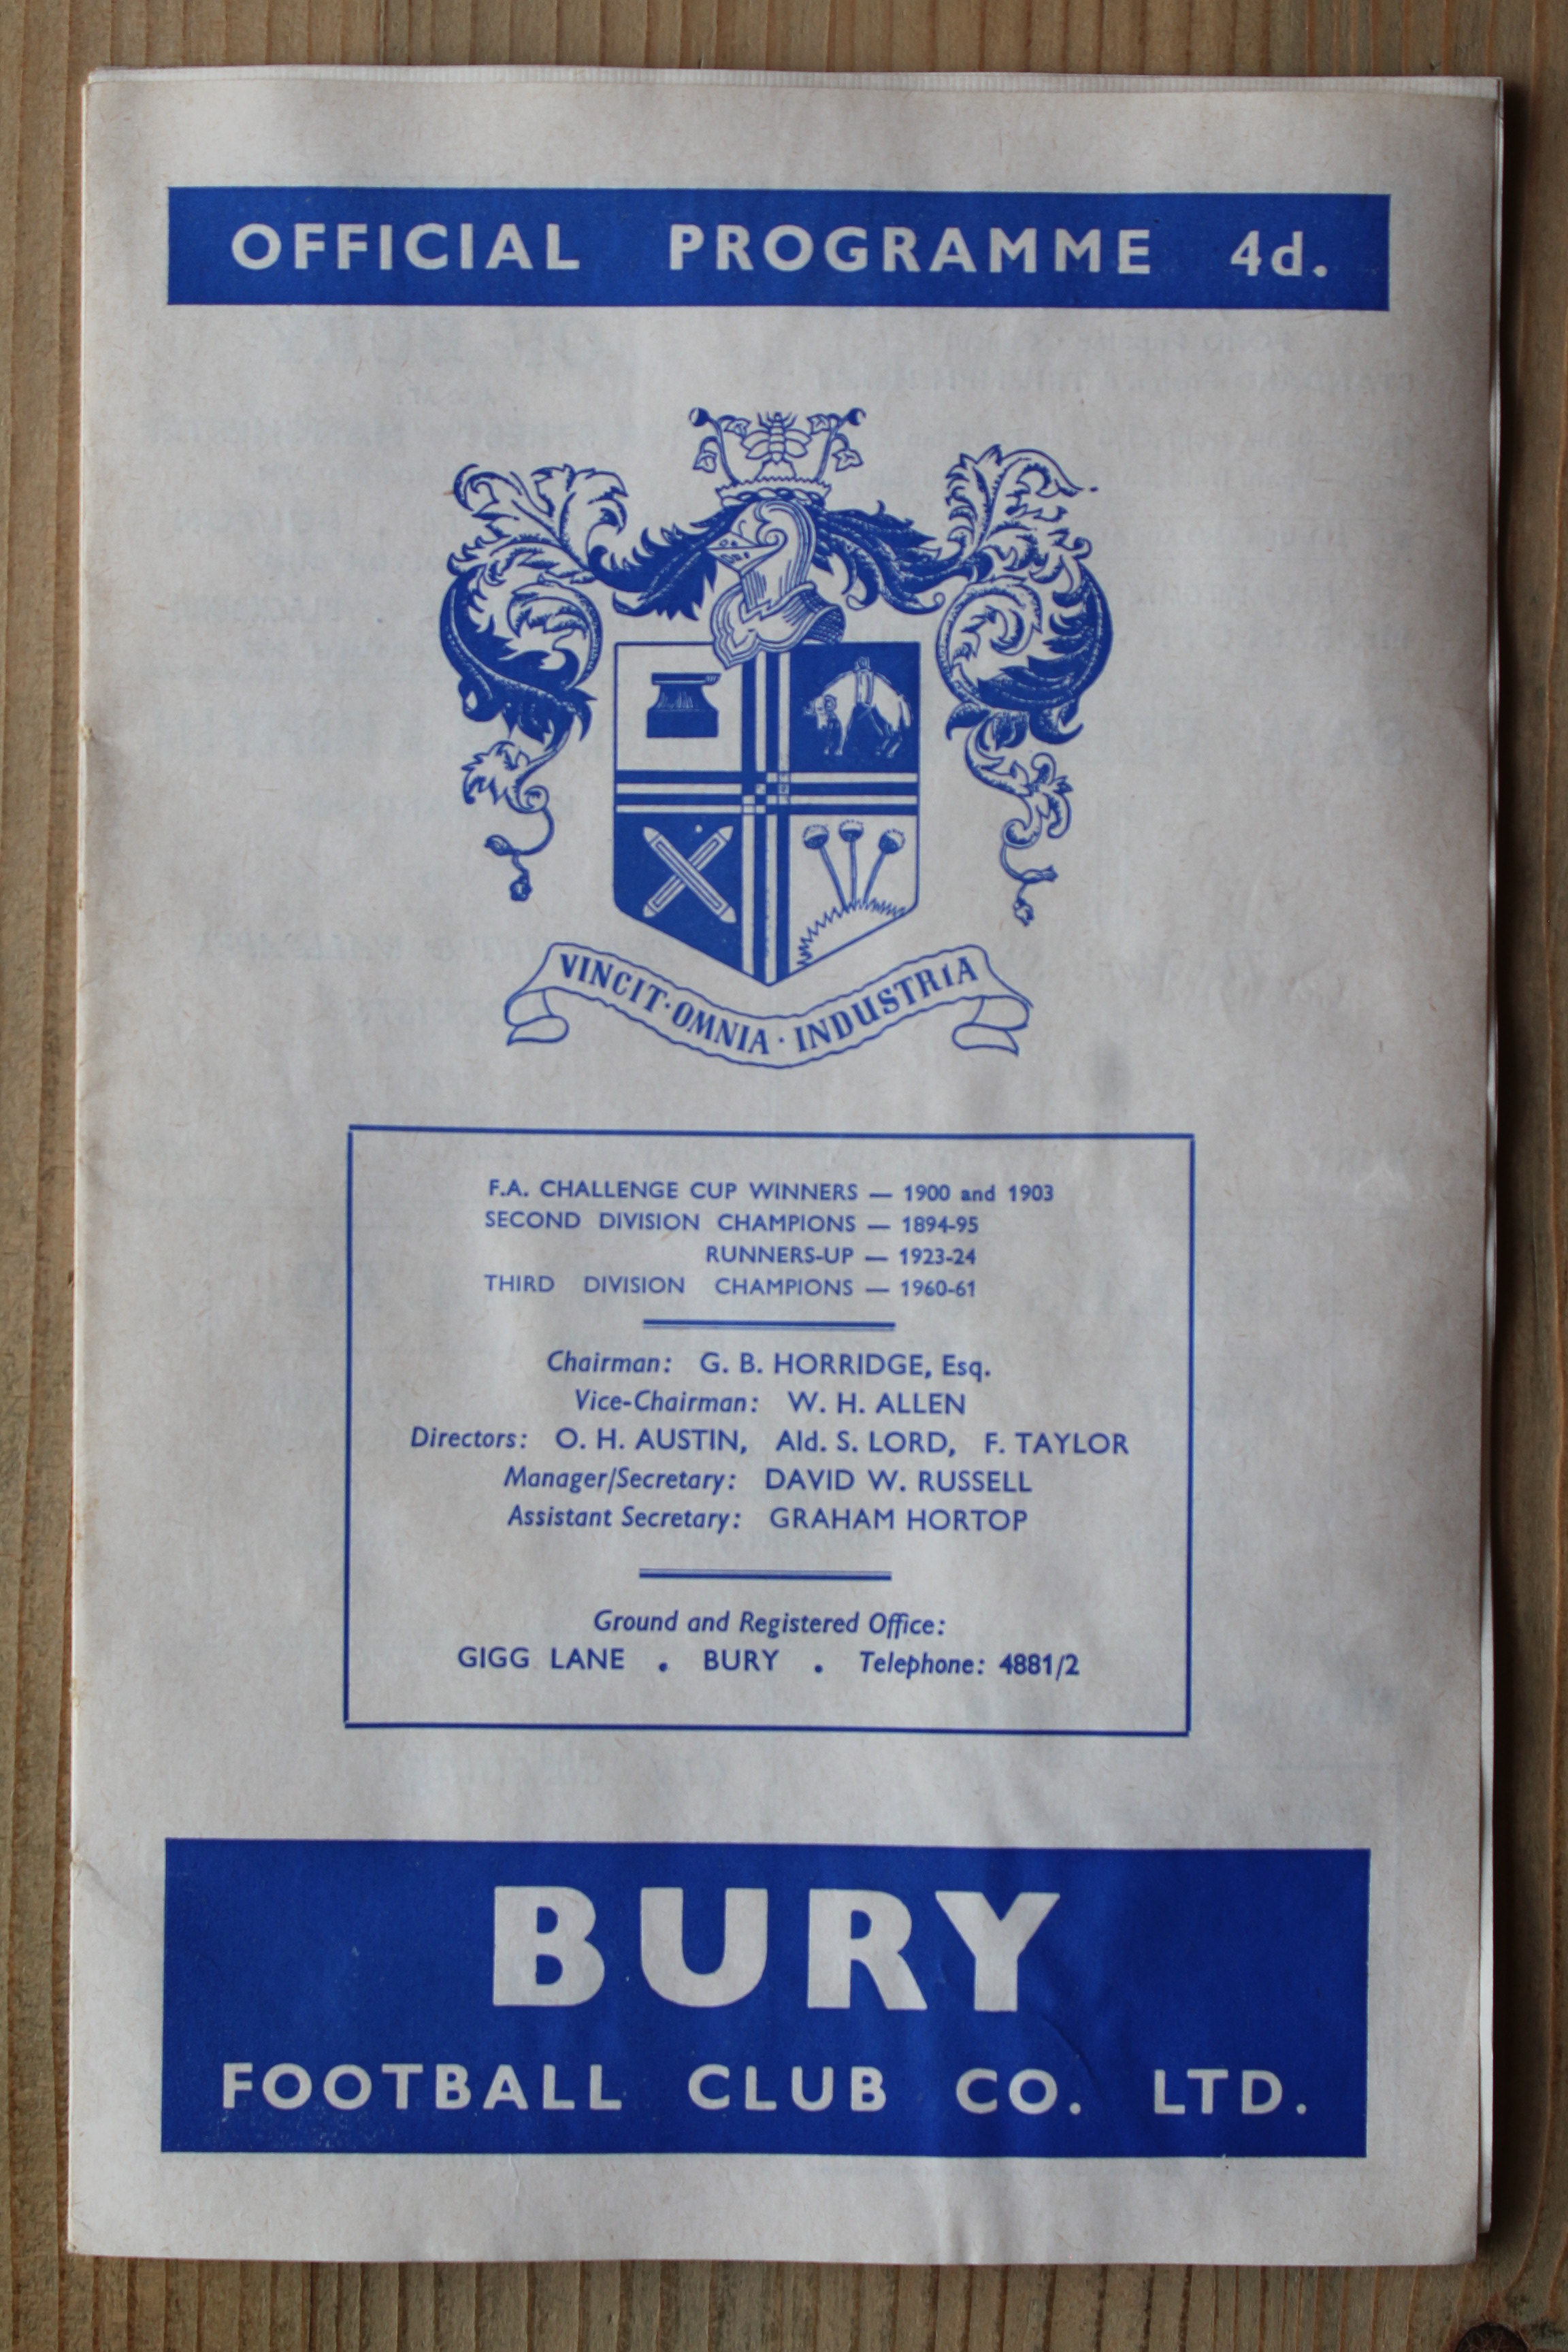 OFFICIAL PROGRAMME 4d.
VINCIT · OMNIA · INDUSTRIA
F.A. CHALLENGE CUP WINNERS — 1900 and 1903
SECOND DIVISION CHAMPIONS — 1894-95
RUNNERS-UP — 1923-24
THIRD DIVISION CHAMPIONS — 1960-61
Chairman: G. B. HORRIDGE, Esq.
Vice-Chairman: W. H. ALLEN
Directors: O. H. AUSTIN, Ald. S. LORD, F. TAYLOR
Manager/Secretary: DAVID W. RUSSELL
Assistant Secretary: GRAHAM HORTOP
Ground and Registered Office:
GIGG LANE . BURY . Telephone: 4881/2
BURY
FOOTBALL CLUB CO. LTD.